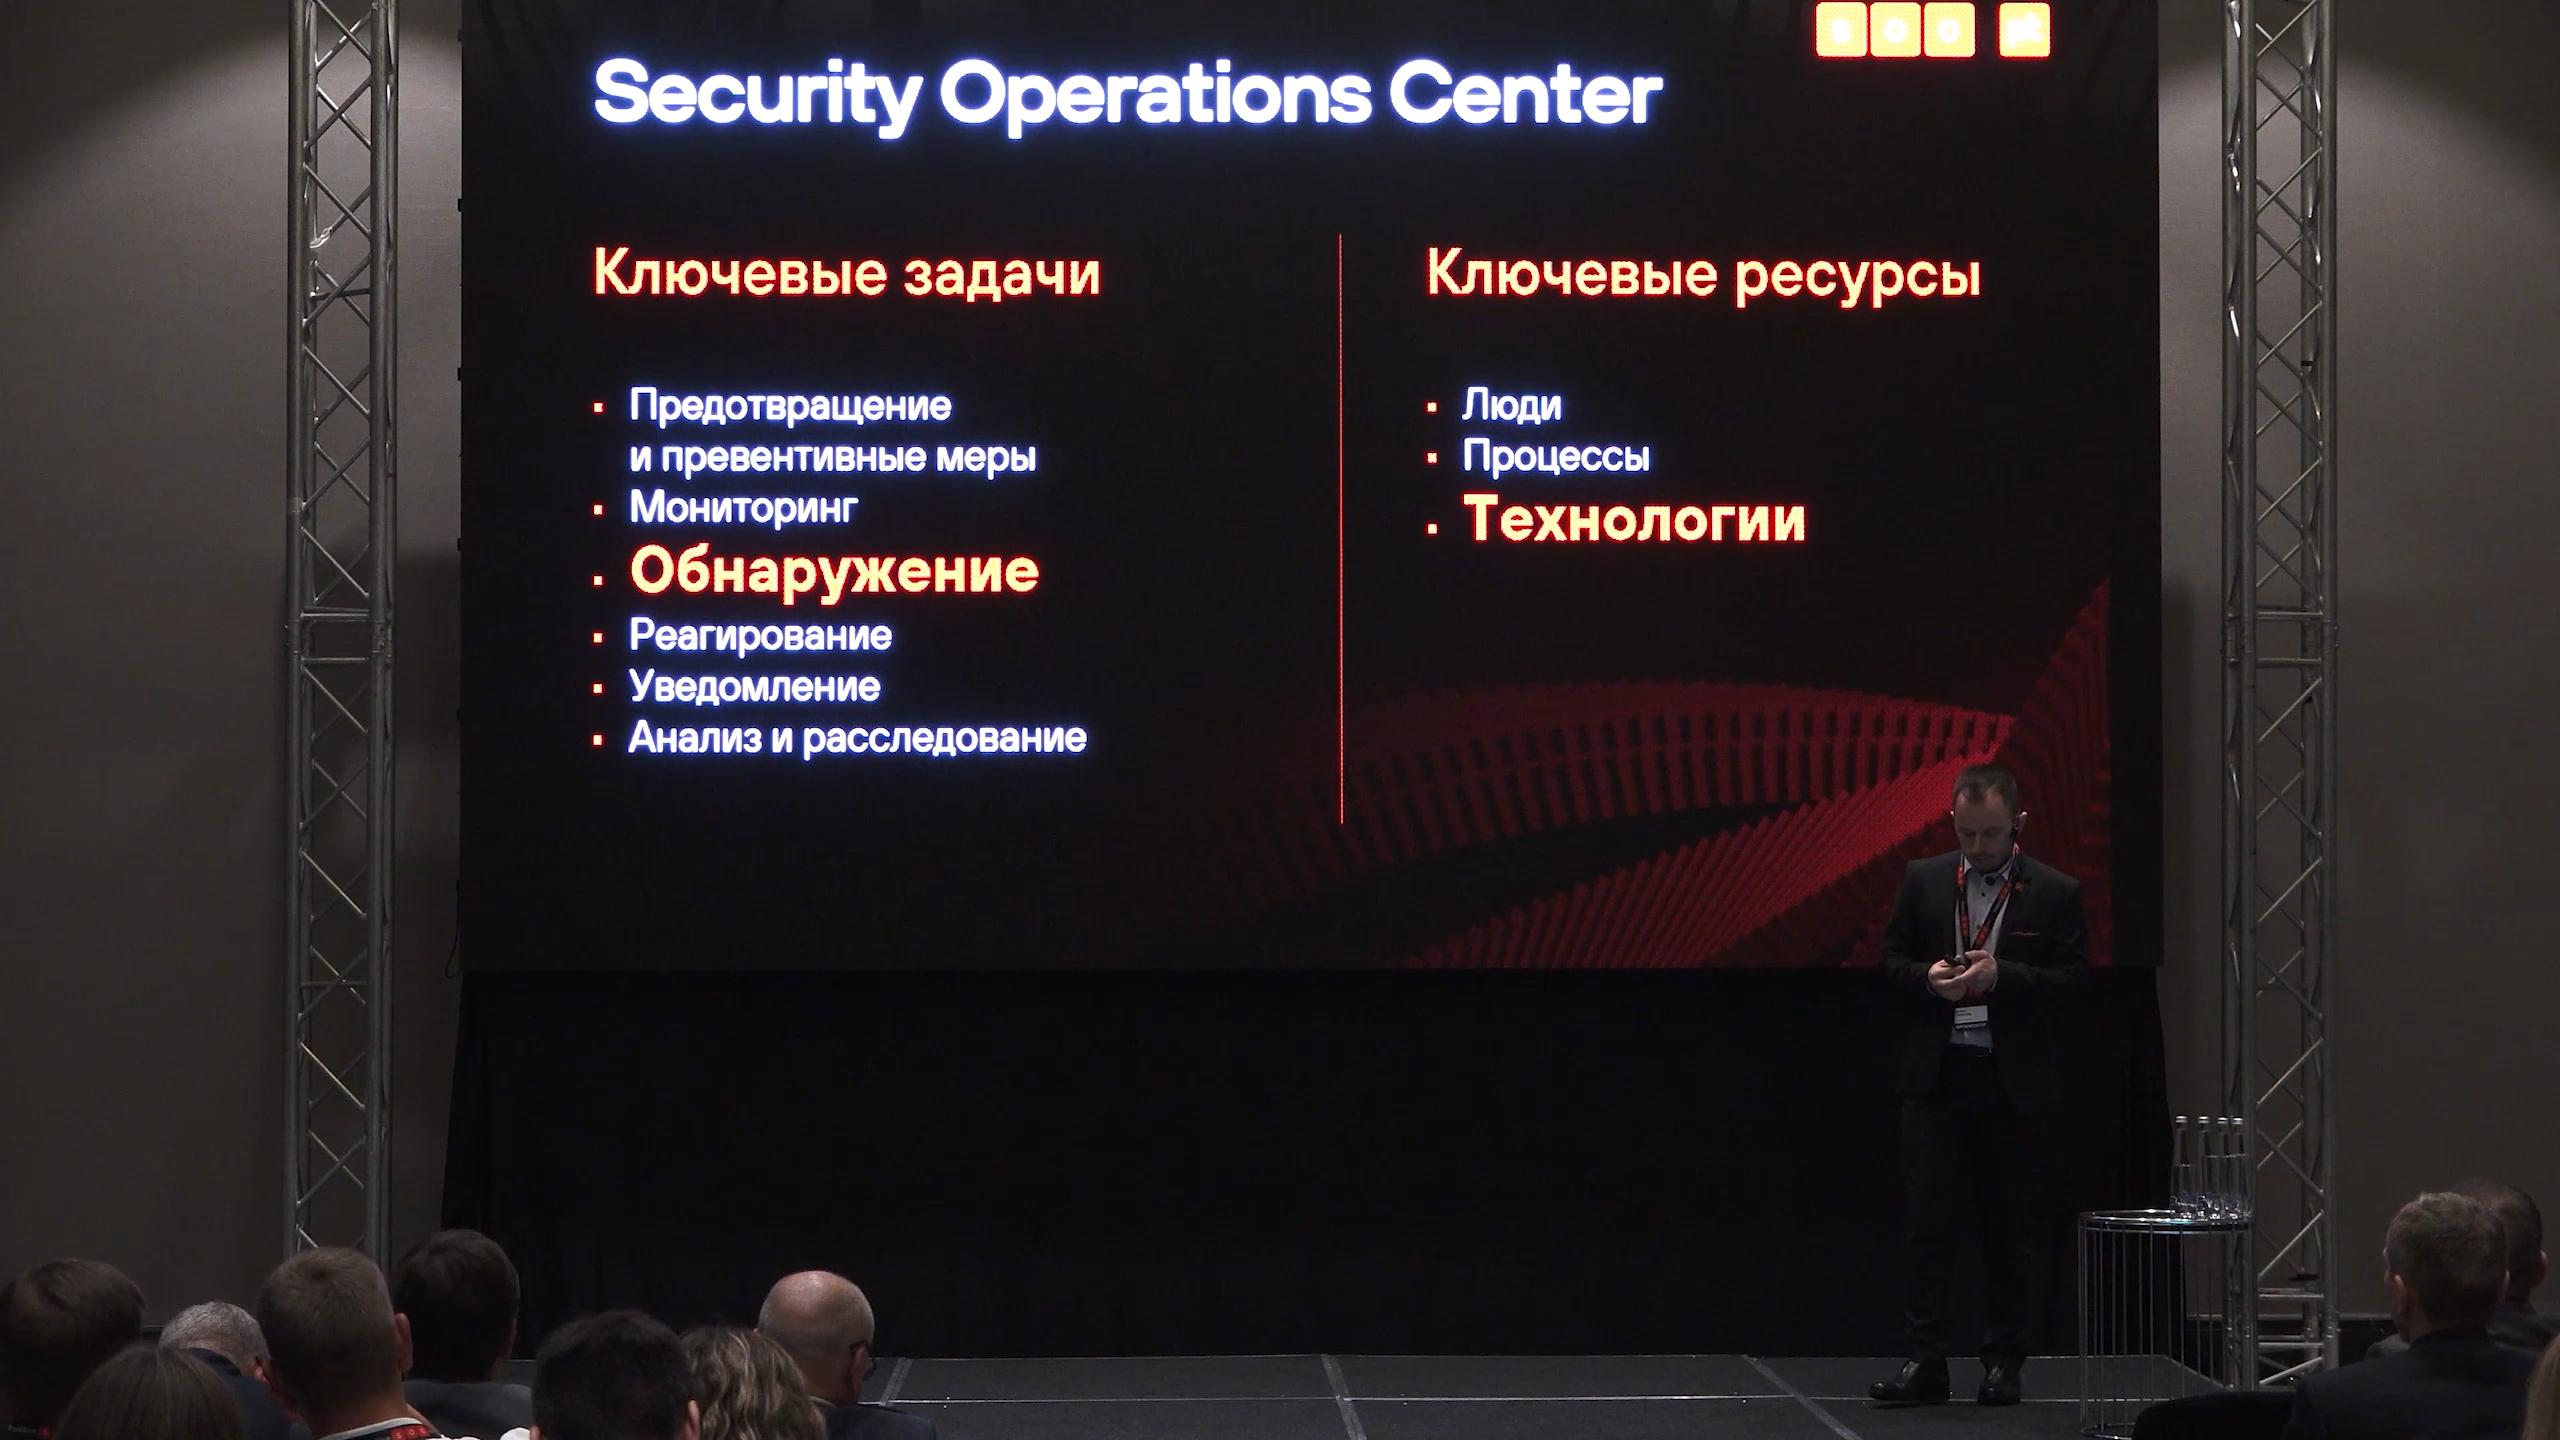 Security Operations Center
Ключевые задачи
Предотвращение
и превентивные меры
Мониторинг
Обнаружение
Реагирование
Уведомление
Анализ и расследование
Ключевые ресурсы
Люди
Процессы
Технологии